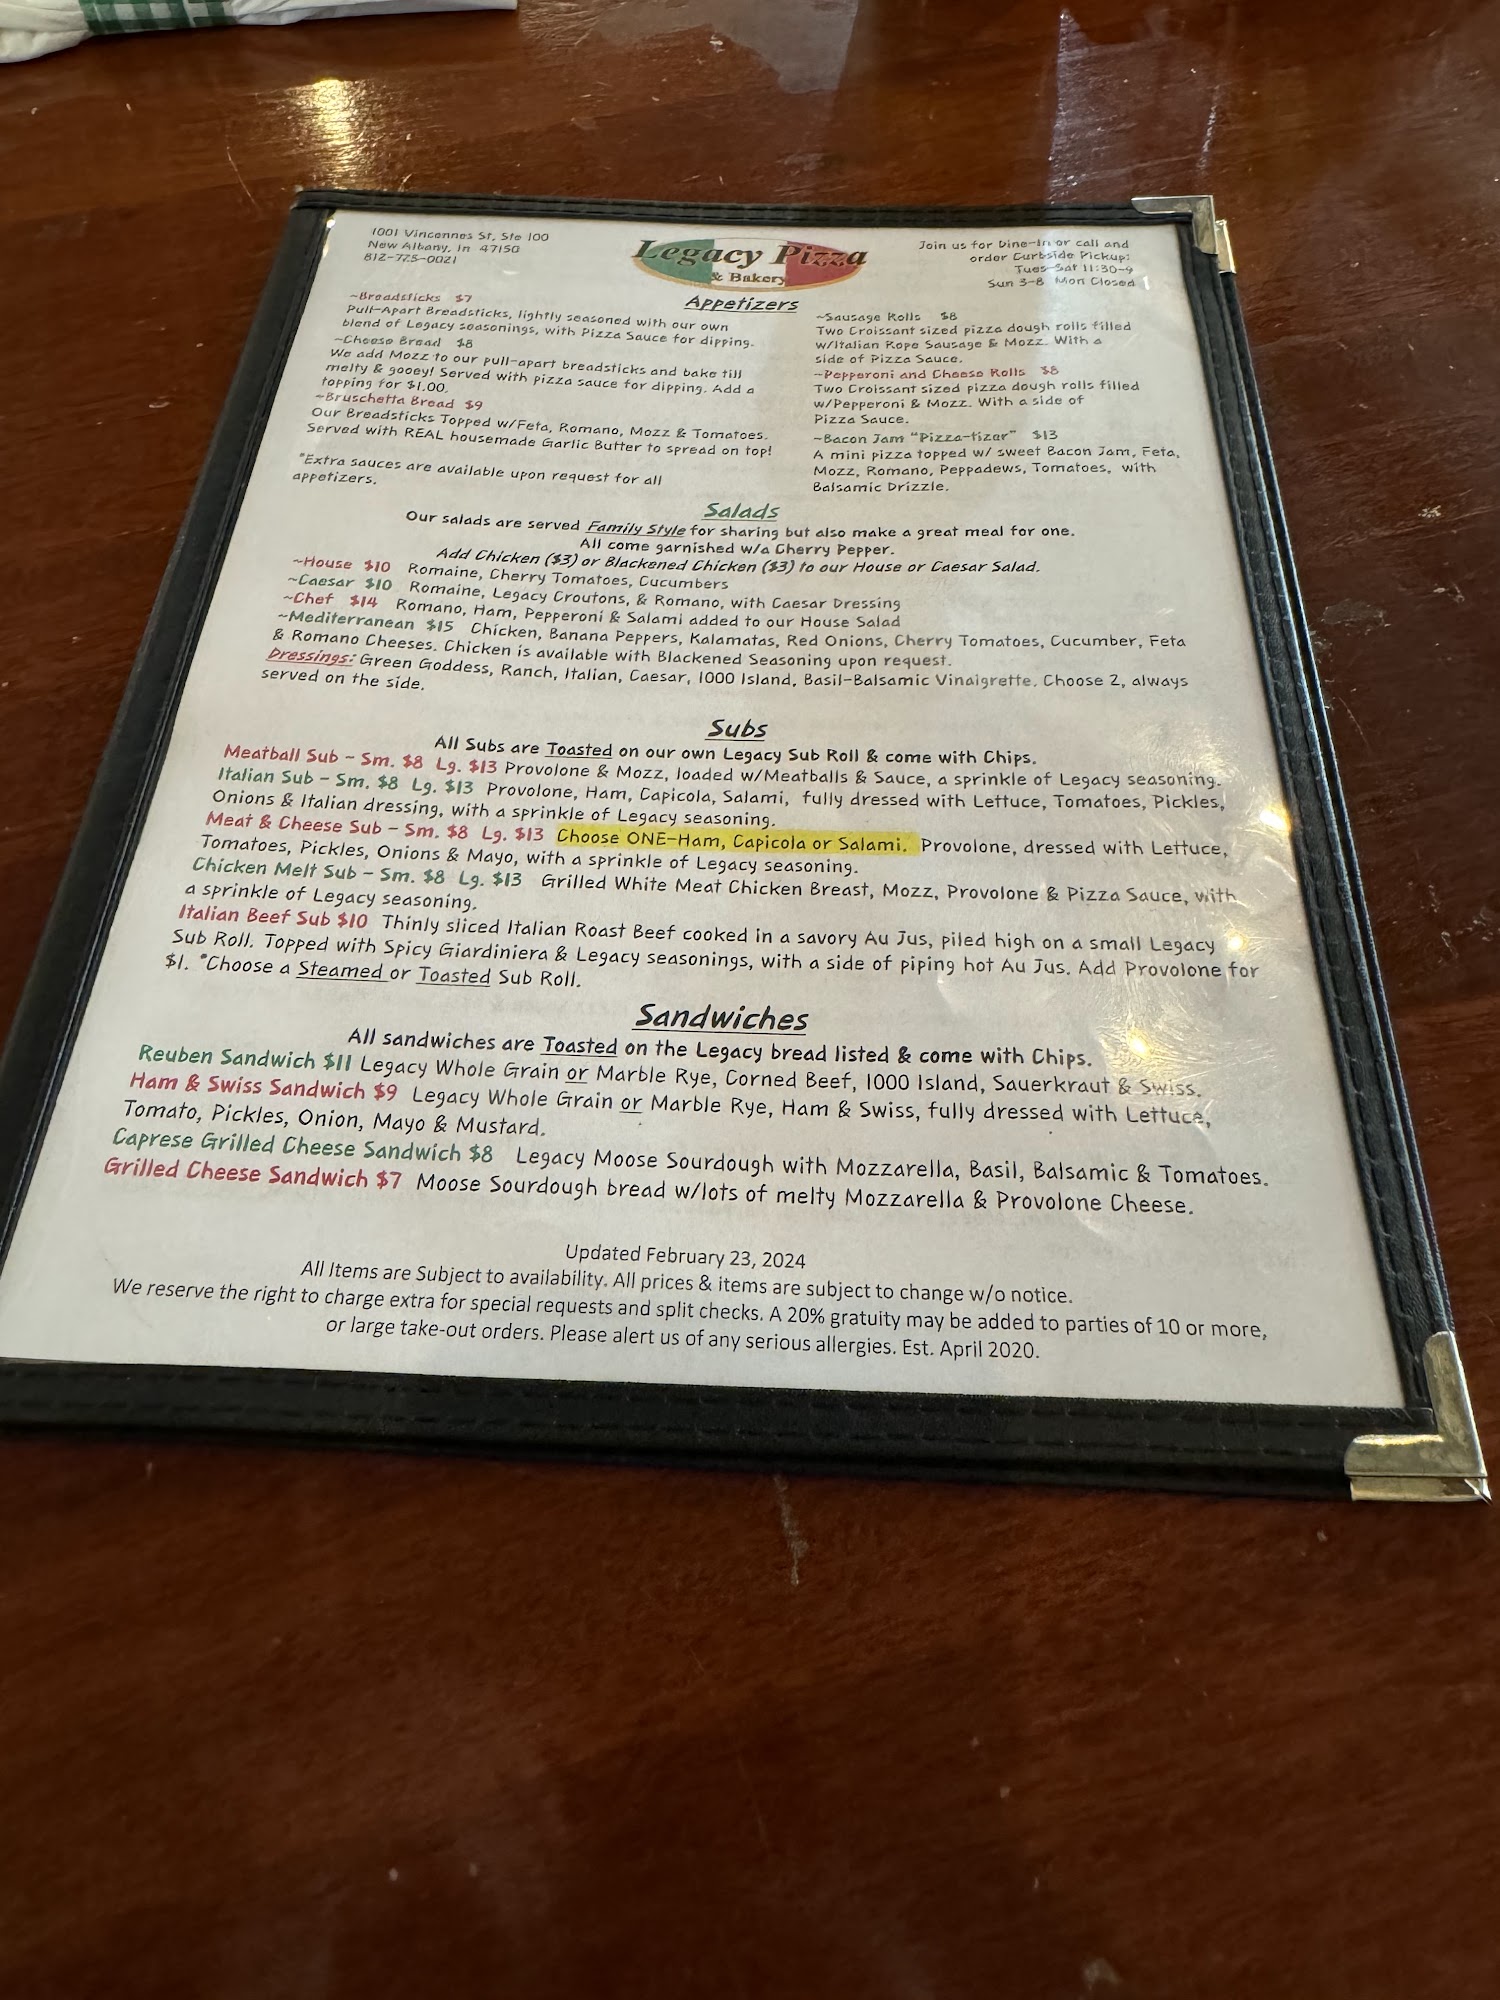 1001 Vincennes St, Ste 100
New Albany, In 47150
812-725-0021
Legacy Pizza
& Bakery
Join us for Dine-In or call and
order Curbside Pickup:
Tues-Sat 11:30-9
Sun 3-8 Mon Closed
Appetizers
~Breadsticks $7
Pull-Apart Breadsticks, lightly seasoned with our own
blend of Legacy seasonings, with Pizza Sauce for dipping.
~Cheese Bread $8
We add Mozz to our pull-apart breadsticks and bake till
melty & gooey! Served with pizza sauce for dipping. Add a
topping for $1.00.
~Bruschetta Bread $9
Our Breadsticks Topped w/Feta, Romano, Mozz & Tomatoes.
Served with REAL housemade Garlic Butter to spread on top!
*Extra sauces are available upon request for all
appetizers.
~Sausage Rolls $8
Two Croissant sized pizza dough rolls filled
w/Italian Rope Sausage & Mozz. With a
side of Pizza Sauce.
~Pepperoni and Cheese Rolls $8
Two Croissant sized pizza dough rolls filled
w/Pepperoni & Mozz. With a side of
Pizza Sauce.
~Bacon Jam "Pizza-tizer" $13
A mini pizza topped w/ sweet Bacon Jam, Feta,
Mozz, Romano, Peppadews, Tomatoes, with
Balsamic Drizzle.
Salads
Our salads are served Family Style for sharing but also make a great meal for one.
All come garnished w/a Cherry Pepper.
Add Chicken ($3) or Blackened Chicken ($3) to our House or Caesar Salad.
~House $10 Romaine, Cherry Tomatoes, Cucumbers
~Caesar $10 Romaine, Legacy Croutons, & Romano, with Caesar Dressing
~Chef $14 Romano, Ham, Pepperoni & Salami added to our House Salad
~Mediterranean $15 Chicken, Banana Peppers, Kalamatas, Red Onions, Cherry Tomatoes, Cucumber, Feta
& Romano Cheeses. Chicken is available with Blackened Seasoning upon request.
Dressings: Green Goddess, Ranch, Italian, Caesar, 1000 Island, Basil-Balsamic Vinaigrette. Choose 2, always
served on the side.
Subs
All Subs are Toasted on our own Legacy Sub Roll & come with Chips.
Meatball Sub - Sm. $8 Lg. $13 Provolone & Mozz, loaded w/Meatballs & Sauce, a sprinkle of Legacy seasoning.
Italian Sub - Sm. $8 Lg. $13 Provolone, Ham, Capicola, Salami, fully dressed with Lettuce, Tomatoes, Pickles,
Onions & Italian dressing, with a sprinkle of Legacy seasoning.
Meat & Cheese Sub - Sm. $8 Lg. $13 Choose ONE-Ham, Capicola or Salami. Provolone, dressed with Lettuce,
Tomatoes, Pickles, Onions & Mayo, with a sprinkle of Legacy seasoning.
Chicken Melt Sub - Sm. $8 Lg. $13 Grilled White Meat Chicken Breast, Mozz, Provolone & Pizza Sauce, with
a sprinkle of Legacy seasoning.
Italian Beef Sub $10 Thinly sliced Italian Roast Beef cooked in a savory Au Jus, piled high on a small Legacy
Sub Roll. Topped with Spicy Giardiniera & Legacy seasonings, with a side of piping hot Au Jus. Add Provolone for
$1. *Choose a Steamed or Toasted Sub Roll.
Sandwiches
All sandwiches are Toasted on the Legacy bread listed & come with Chips.
Reuben Sandwich $11 Legacy Whole Grain or Marble Rye, Corned Beef, 1000 Island, Sauerkraut & Swiss.
Ham & Swiss Sandwich $9 Legacy Whole Grain or Marble Rye, Ham & Swiss, fully dressed with Lettuce,
Tomato, Pickles, Onion, Mayo & Mustard.
Caprese Grilled Cheese Sandwich $8 Legacy Moose Sourdough with Mozzarella, Basil, Balsamic & Tomatoes.
Grilled Cheese Sandwich $7 Moose Sourdough bread w/lots of melty Mozzarella & Provolone Cheese.
Updated February 23, 2024
All Items are Subject to availability. All prices & items are subject to change w/o notice.
We reserve the right to charge extra for special requests and split checks. A 20% gratuity may be added to parties of 10 or more,
or large take-out orders. Please alert us of any serious allergies. Est. April 2020.